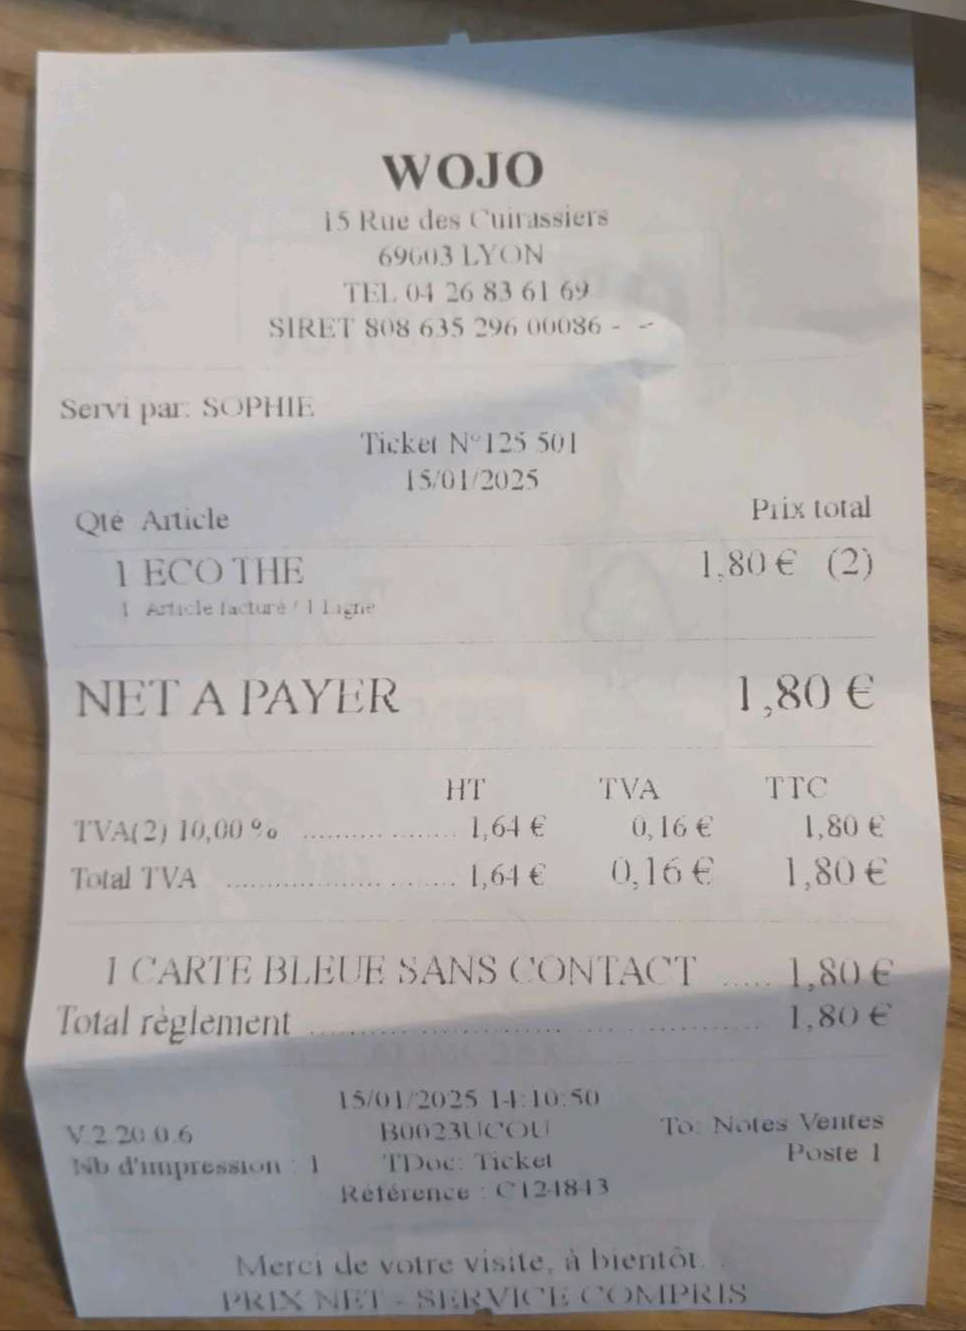 WOJO
15 Rue des Cuirassiers
69603 LYON
TEL 04 26 83 61 69
SIRET 808 635 296 00086 - -
Servi par: SOPHIE
Ticket N°125 501
15/01/2025
Qté Article Prix total
1 ECO THE 1,80 € (2)
1 Article facturé / 1 Ligne
NET A PAYER 1,80 €
HT TVA TTC
TVA(2) 10,00 % ................ 1,64 € 0,16 € 1,80 €
Total TVA ........................ 1,64 € 0,16 € 1,80 €
1 CARTE BLEUE SANS CONTACT ..... 1,80 €
Total règlement ................................................ 1,80 €
15/01/2025 14:10:50
V.2.20.0.6 B0023UCOU To: Notes Ventes
Nb d'impression : 1 TDoc: Ticket Poste 1
Référence : C124843
Merci de votre visite, à bientôt.
PRIX NET - SERVICE COMPRIS